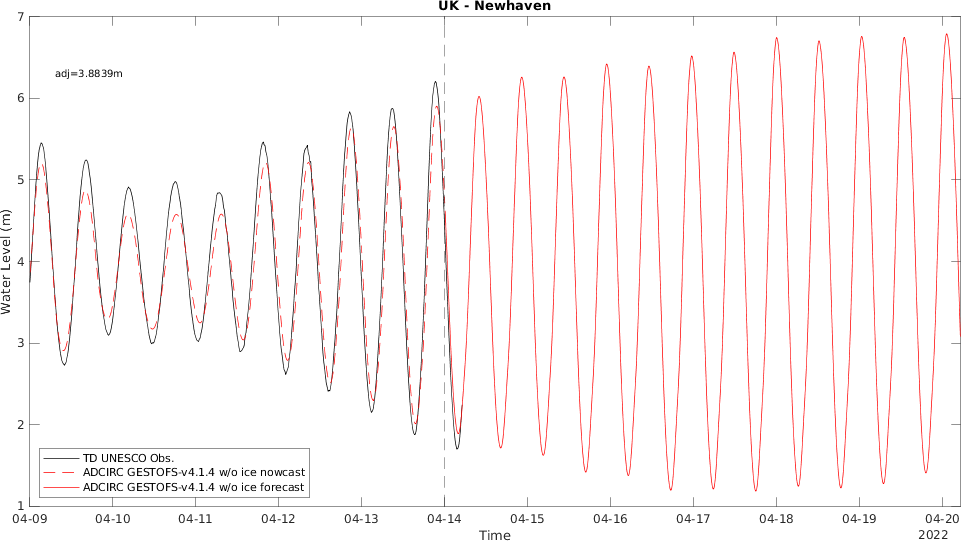 UK - Newhaven
adj=3.8839m
Water Level (m)
7
6
5
4
3
2
1
TD UNESCO Obs.
ADCIRC GESTOFS-v4.1.4 w/o ice nowcast
ADCIRC GESTOFS-v4.1.4 w/o ice forecast
04-09 04-10 04-11 04-12 04-13 04-14 04-15 04-16 04-17 04-18 04-19 04-20
Time
2022